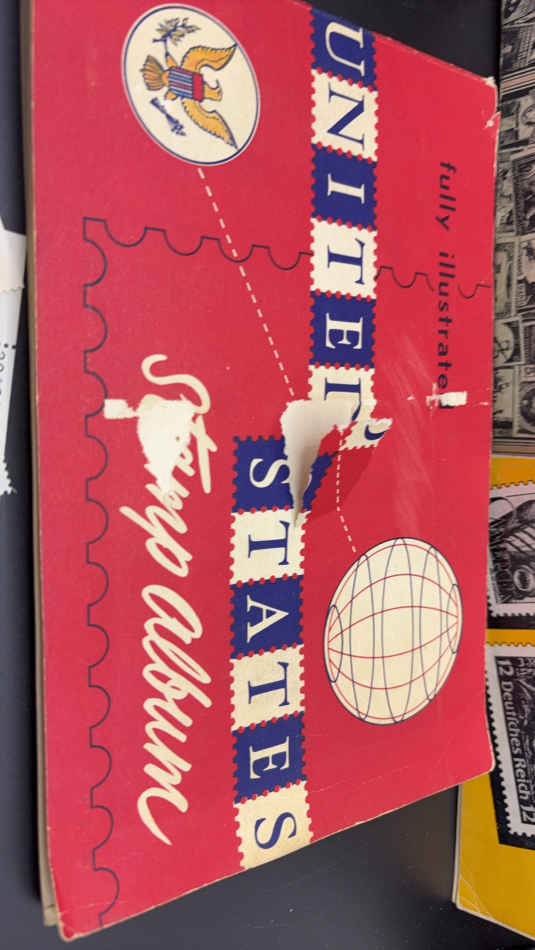 UNITED
STATES
fully illustrated
Stamp Album
12 Deutsches Reich 12